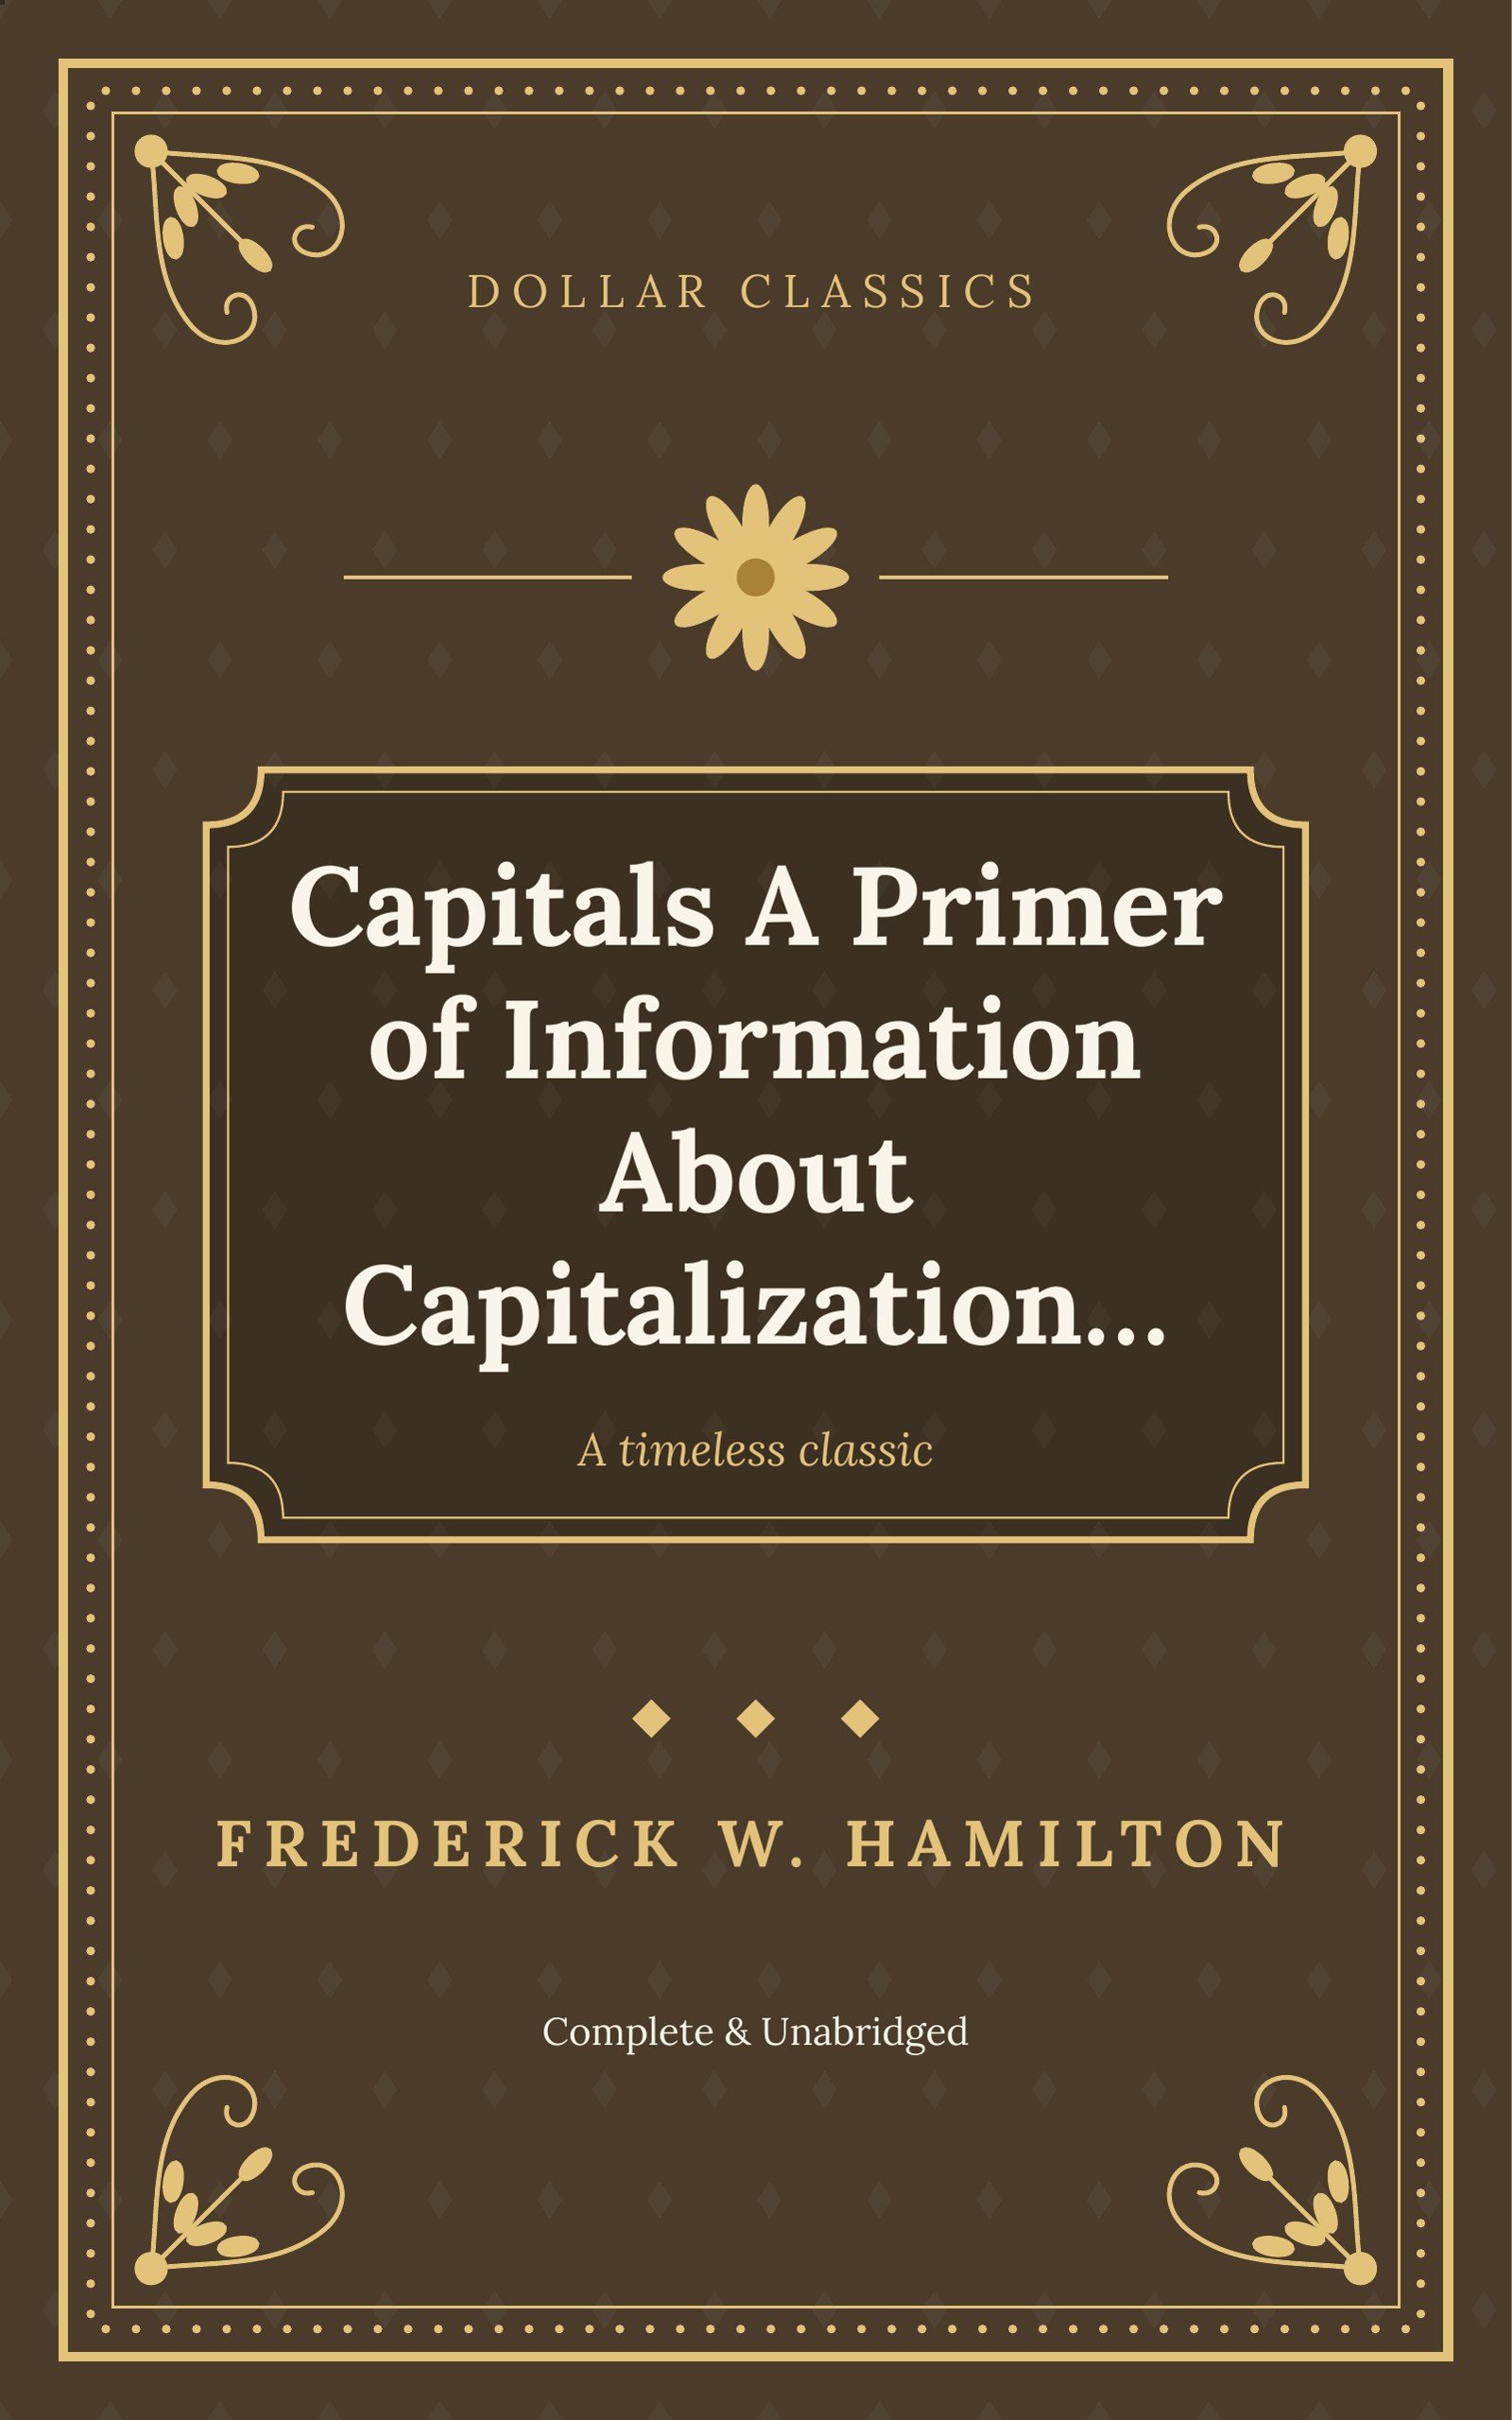 DOLLAR CLASSICS
Capitals A Primer
of Information
About
Capitalization...
A timeless classic
FREDERICK W. HAMILTON
Complete & Unabridged